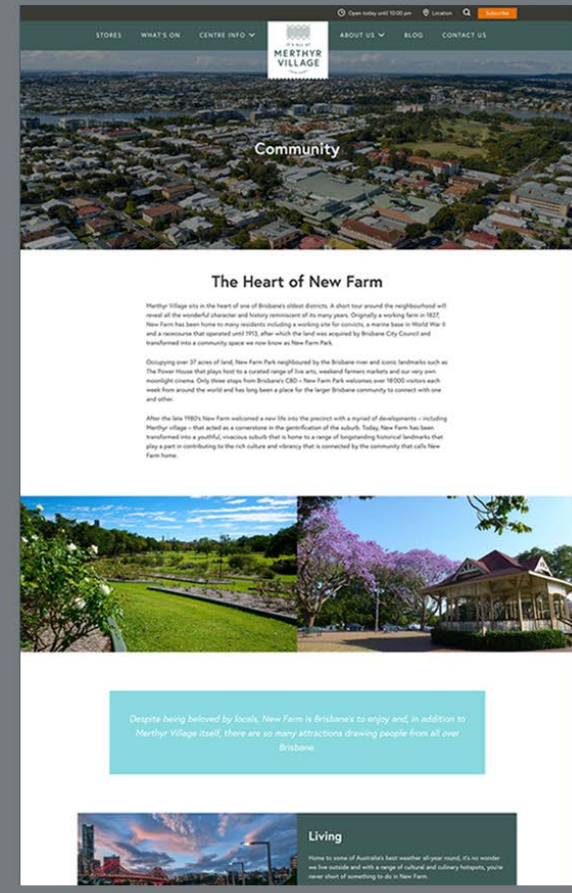 Open today until 10:00 pm Location Subscribe
STORES WHAT'S ON CENTRE INFO ABOUT US BLOG CONTACT US
IT'S ALL AT
MERTHYR
VILLAGE
Community
The Heart of New Farm
Merthyr Village sits in the heart of one of Brisbane's oldest districts. A short tour around the neighbourhood will
reveal all the wonderful character and history reminiscent of its many years. Originally a working farm in 1827,
New Farm has been home to many residents including a working site for convicts, a marine base in World War II
and a racecourse that operated until 1913, after which the land was acquired by Brisbane City Council and
transformed into a community space we now know as New Farm Park.
Occupying over 37 acres of land, New Farm Park neighboured by the Brisbane river and iconic landmarks such as
The Power House that plays host to a curated range of live arts, weekend farmers markets and our very own
moonlight cinema. Only three stops from Brisbane's CBD – New Farm Park welcomes over 18000 visitors each
week from around the world and has long been a place for the larger Brisbane community to connect with one
and other.
After the late 1980's New Farm welcomed a new life into the precinct with a myriad of developments – including
Merthyr village – that acted as a cornerstone in the gentrification of the suburb. Today, New Farm has been
transformed into a youthful, vivacious suburb that is home to a range of longstanding historical landmarks that
play a part in contributing to the rich culture and vibrancy that is connected by the community that calls New
Farm home.
Despite being beloved by locals, New Farm is Brisbane's to enjoy and, in addition to
Merthyr Village itself, there are so many attractions drawing people from all over
Brisbane.
Living
Home to some of Australia's best weather all-year round, it's no wonder
we live outside and with a range of cultural and culinary hotspots, you're
never short of something to do in New Farm.